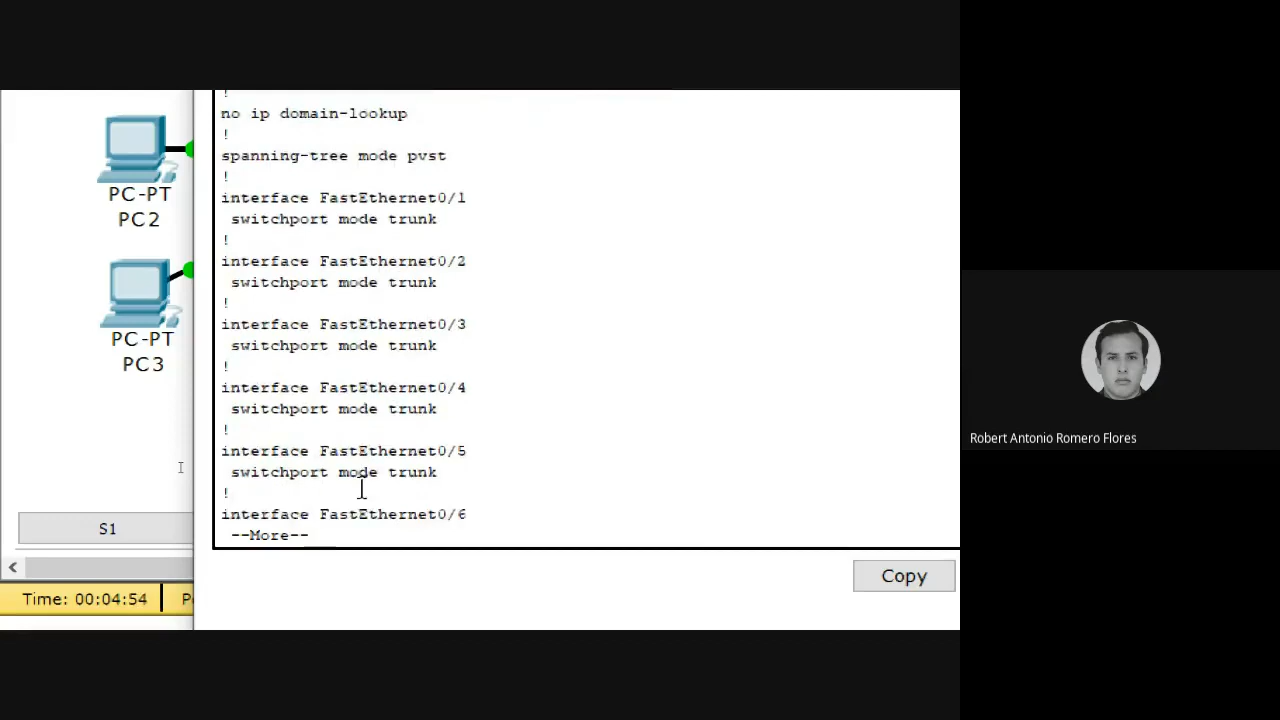 !
no ip domain-lookup
!
spanning-tree mode pvst
!
interface FastEthernet0/1
switchport mode trunk
!
interface FastEthernet0/2
switchport mode trunk
!
interface FastEthernet0/3
switchport mode trunk
!
interface FastEthernet0/4
switchport mode trunk
!
interface FastEthernet0/5
switchport mode trunk
!
interface FastEthernet0/6
--More--
PC-PT
PC2
PC-PT
PC3
S1
Copy
Time: 00:04:54
Robert Antonio Romero Flores